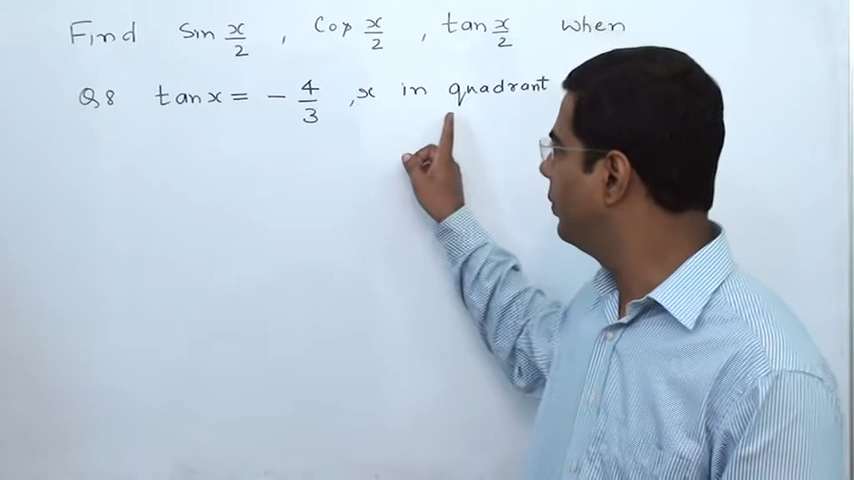 Find sin x/2 , cos x/2 , tan x/2 when
Q8 tan x = - 4/3 , x in quadrant